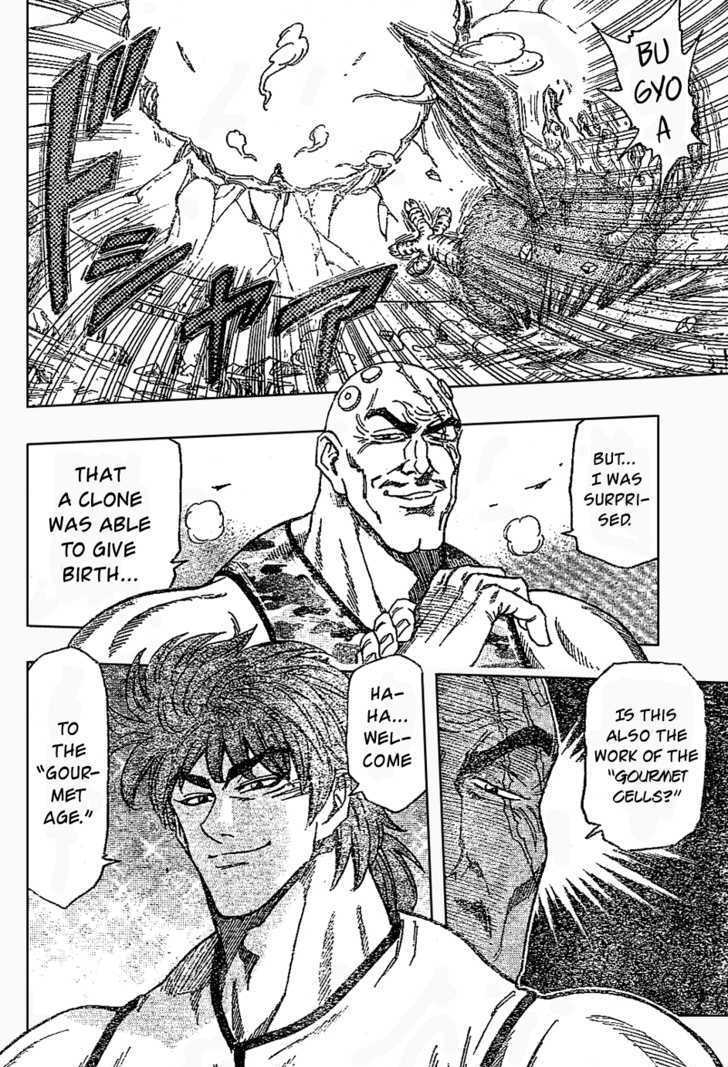 BU
GYO
A
ドドシャア
BUT...
I WAS
SURPRI-
SED.
THAT
A CLONE
WAS ABLE
TO GIVE
BIRTH...
IS THIS
ALSO THE
WORK OF THE
"GOURMET
CELLS?"
HA-
HA...
WEL-
COME
TO
THE
"GOUR-
MET
AGE."